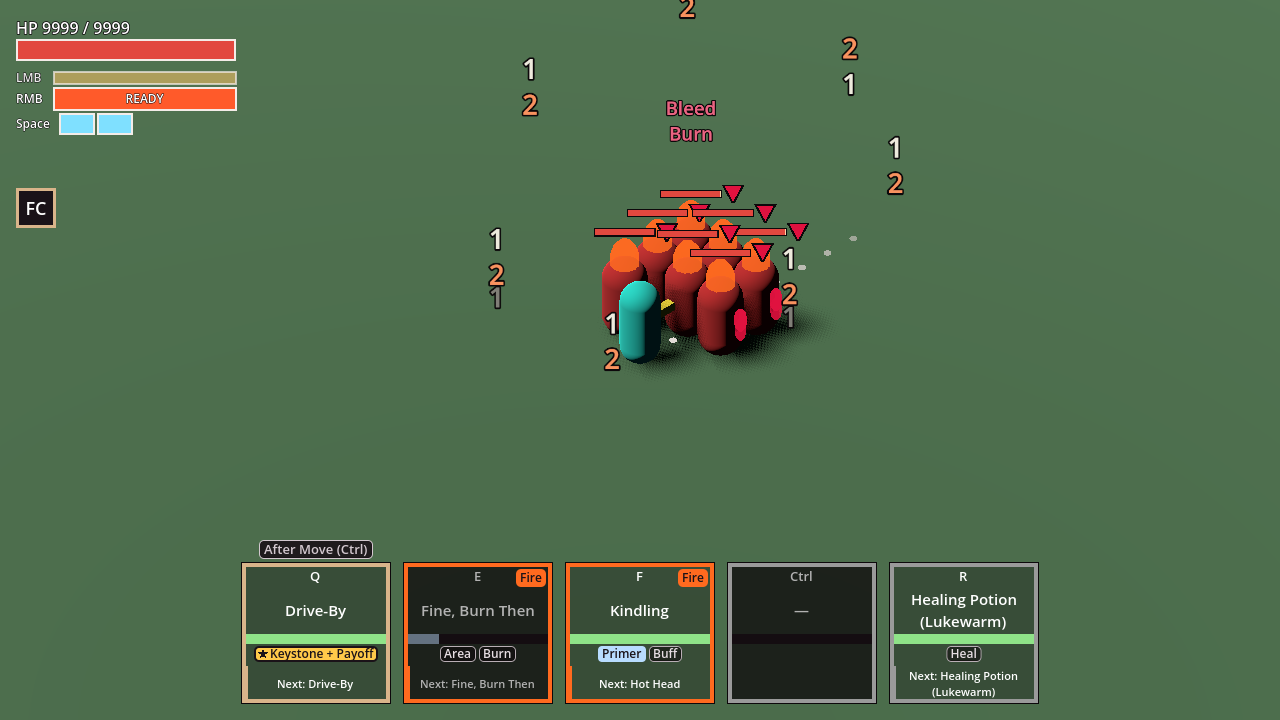 HP 9999 / 9999
LMB
RMB READY
Space
FC
2
2
1
1
2
1
2
Bleed
Burn
1
2
1
1
2
1
1
2
1
2
After Move (Ctrl)
Q
Drive-By
★ Keystone + Payoff
Next: Drive-By
E
Fire
Fine, Burn Then
Area Burn
Next: Fine, Burn Then
F
Fire
Kindling
Primer Buff
Next: Hot Head
Ctrl
—
R
Healing Potion
(Lukewarm)
Heal
Next: Healing Potion
(Lukewarm)